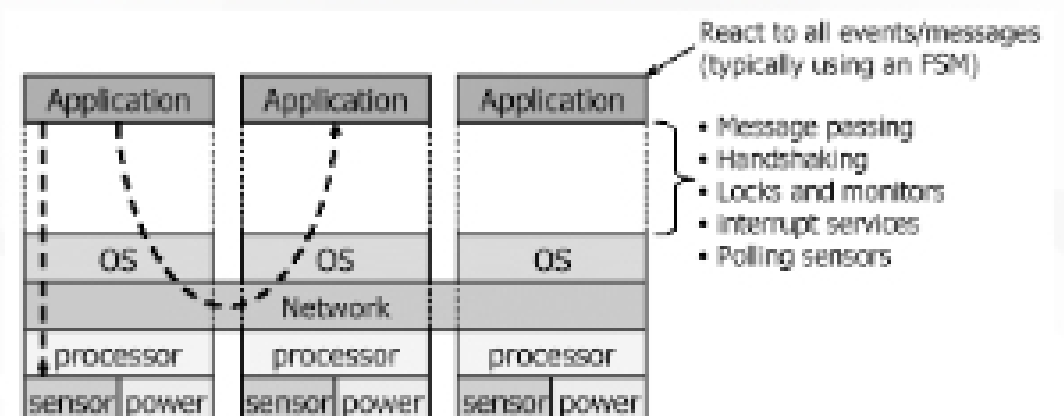 React to all events/messages
(typically using an FSM)
Application
Application
Application
• Message passing
• Handshaking
• Locks and monitors
• Interrupt services
• Polling sensors
OS
OS
OS
Network
processor
processor
processor
sensor
power
sensor
power
sensor
power